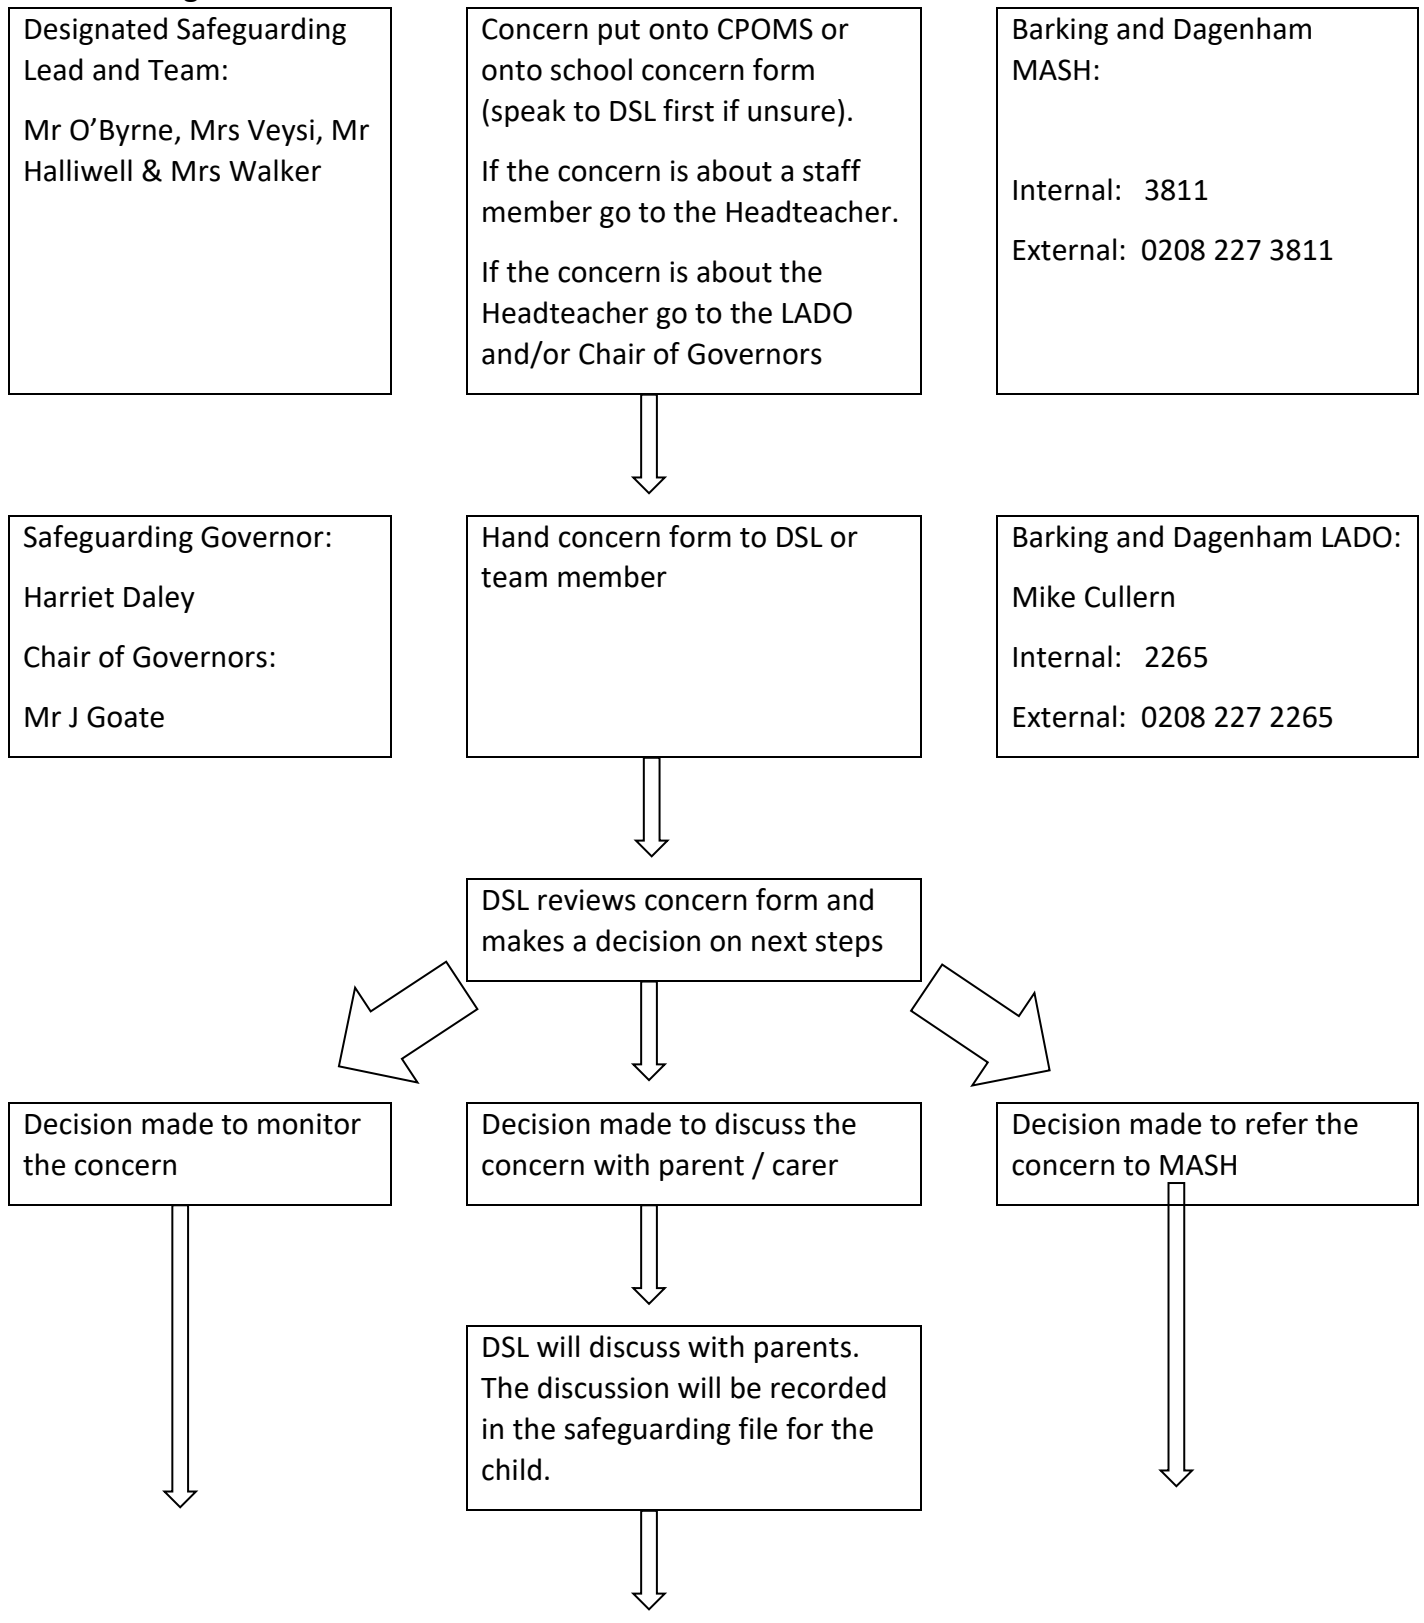 Designated Safeguarding
Lead and Team:
Mr O’Byrne, Mrs Veysi, Mr
Halliwell & Mrs Walker
Concern put onto CPOMS or
onto school concern form
(speak to DSL first if unsure).
If the concern is about a staff
member go to the Headteacher.
If the concern is about the
Headteacher go to the LADO
and/or Chair of Governors
Barking and Dagenham
MASH:
Internal: 3811
External: 0208 227 3811
Safeguarding Governor:
Harriet Daley
Chair of Governors:
Mr J Goate
Hand concern form to DSL or
team member
Barking and Dagenham LADO:
Mike Cullern
Internal: 2265
External: 0208 227 2265
DSL reviews concern form and
makes a decision on next steps
Decision made to monitor
the concern
Decision made to discuss the
concern with parent / carer
Decision made to refer the
concern to MASH
DSL will discuss with parents.
The discussion will be recorded
in the safeguarding file for the
child.